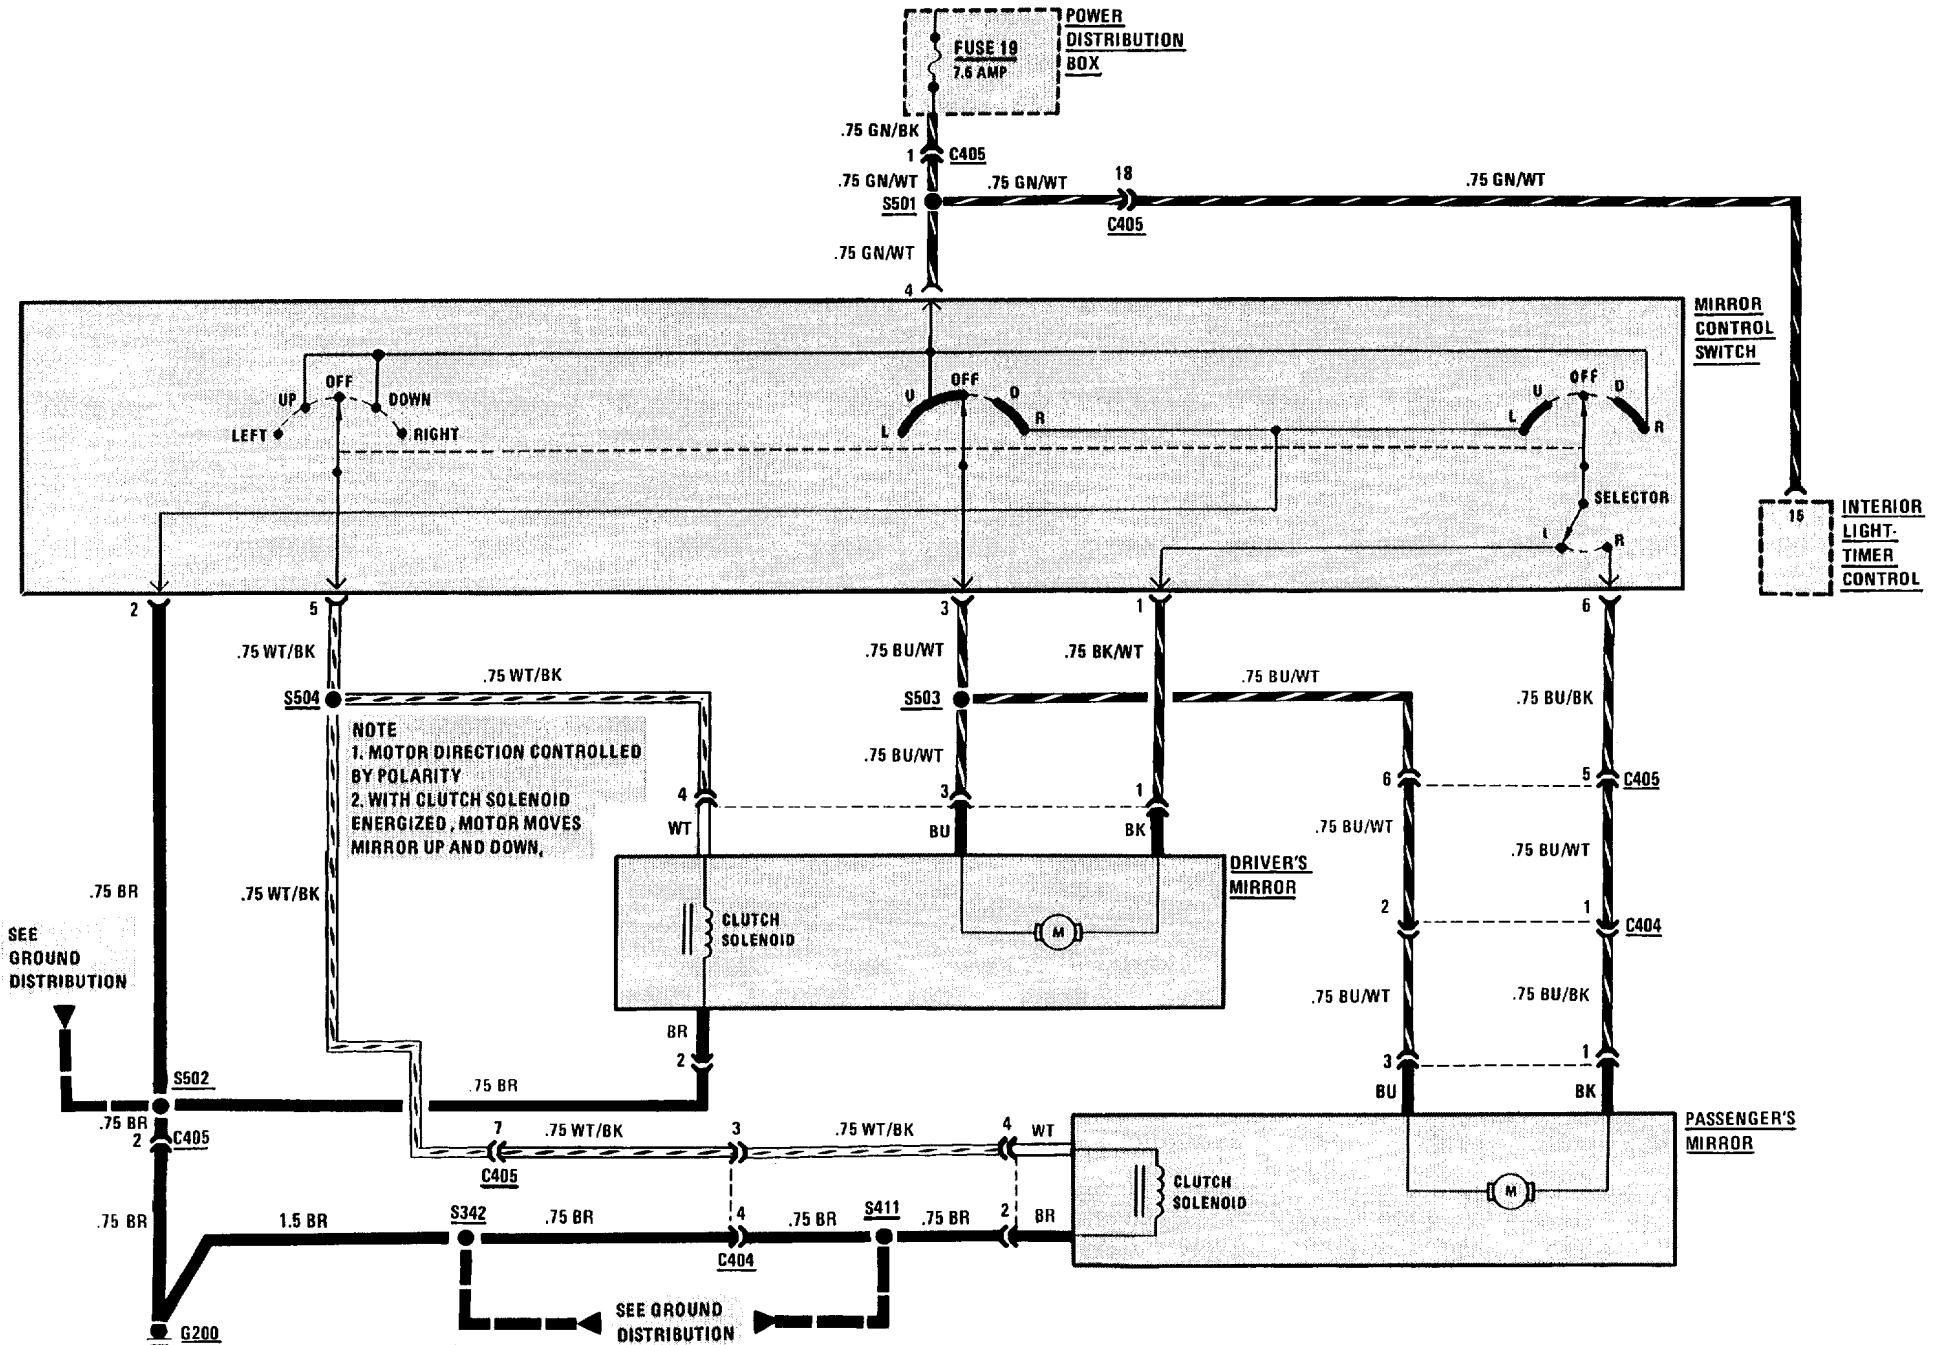 POWER
DISTRIBUTION
BOX
FUSE 19
7.5 AMP
.75 GN/BK
1 C405
.75 GN/WT
.75 GN/WT
18
.75 GN/WT
S501
C405
.75 GN/WT
4
MIRROR
CONTROL
SWITCH
OFF
UP
DOWN
LEFT
RIGHT
OFF
U
D
L
R
OFF
U
D
L
R
SELECTOR
L
R
15
INTERIOR
LIGHT-
TIMER
CONTROL
2
5
3
1
6
.75 WT/BK
.75 WT/BK
.75 BU/WT
.75 BK/WT
.75 BU/WT
.75 BU/BK
S504
S503
NOTE
1. MOTOR DIRECTION CONTROLLED
BY POLARITY
2. WITH CLUTCH SOLENOID
ENERGIZED, MOTOR MOVES
MIRROR UP AND DOWN.
.75 BU/WT
4
3
1
6
5
C405
WT
BU
BK
.75 BU/WT
.75 BU/WT
DRIVER'S
MIRROR
.75 BR
.75 WT/BK
CLUTCH
SOLENOID
M
2
1
C404
SEE
GROUND
DISTRIBUTION
.75 BU/WT
.75 BU/BK
BR
2
3
1
S502
.75 BR
BU
BK
.75 BR
2 C405
7
.75 WT/BK
3
.75 WT/BK
4
WT
C405
PASSENGER'S
MIRROR
CLUTCH
SOLENOID
M
.75 BR
1.5 BR
S342
.75 BR
4
.75 BR
S411
.75 BR
2
BR
C404
SEE GROUND
DISTRIBUTION
G200